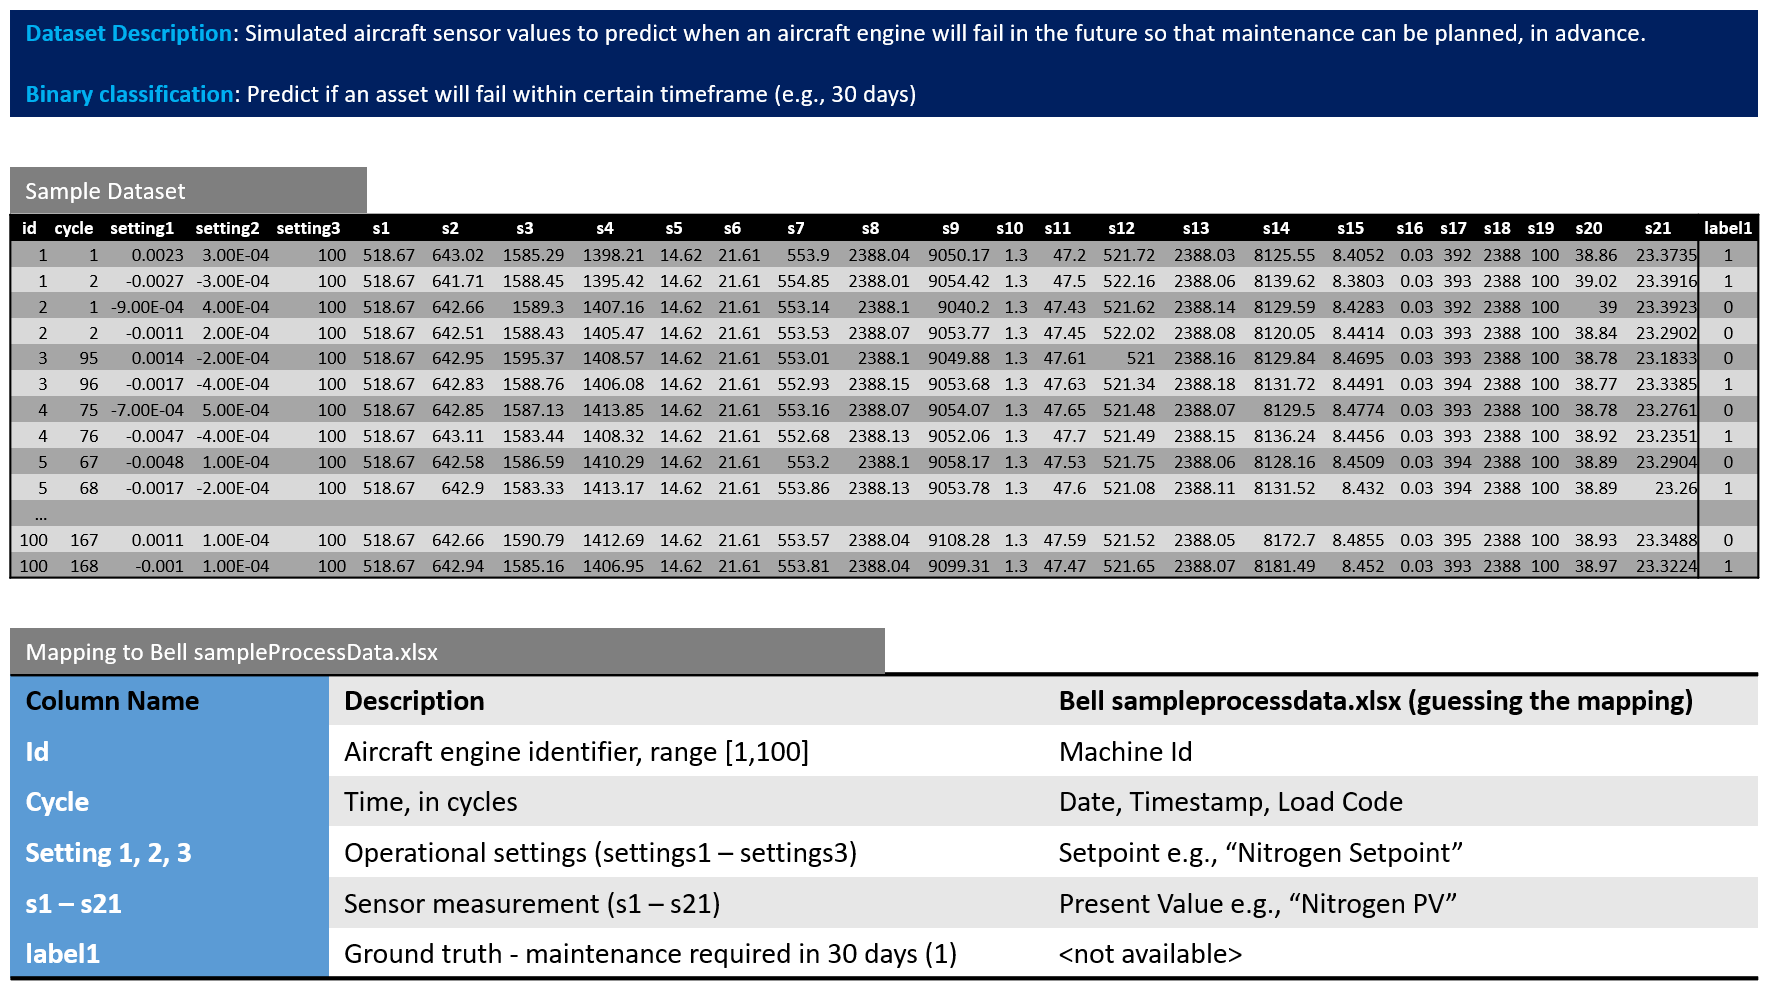 Dataset Description: Simulated aircraft sensor values to predict when an aircraft engine will fail in the future so that maintenance can be planned, in advance.
Binary classification: Predict if an asset will fail within certain timeframe (e.g., 30 days)
Sample Dataset
id cycle setting1 setting2 setting3 s1 s2 s3 s4 s5 s6 s7 s8 s9 s10 s11 s12 s13 s14 s15 s16 s17 s18 s19 s20 s21 label1
1 1 0.0023 3.00E-04 100 518.67 643.02 1585.29 1398.21 14.62 21.61 553.9 2388.04 9050.17 1.3 47.2 521.72 2388.03 8125.55 8.4052 0.03 392 2388 100 38.86 23.3735 1
1 2 -0.0027 -3.00E-04 100 518.67 641.71 1588.45 1395.42 14.62 21.61 554.85 2388.01 9054.42 1.3 47.5 522.16 2388.06 8139.62 8.3803 0.03 393 2388 100 39.02 23.3916 1
2 1 -9.00E-04 4.00E-04 100 518.67 642.66 1589.3 1407.16 14.62 21.61 553.14 2388.1 9040.2 1.3 47.43 521.62 2388.14 8129.59 8.4283 0.03 392 2388 100 39 23.3923 0
2 2 -0.0011 2.00E-04 100 518.67 642.51 1588.43 1405.47 14.62 21.61 553.53 2388.07 9053.77 1.3 47.45 522.02 2388.08 8120.05 8.4414 0.03 393 2388 100 38.84 23.2902 0
3 95 0.0014 -2.00E-04 100 518.67 642.95 1595.37 1408.57 14.62 21.61 553.01 2388.1 9049.88 1.3 47.61 521 2388.16 8129.84 8.4695 0.03 393 2388 100 38.78 23.1833 0
3 96 -0.0017 -4.00E-04 100 518.67 642.83 1588.76 1406.08 14.62 21.61 552.93 2388.15 9053.68 1.3 47.63 521.34 2388.18 8131.72 8.4491 0.03 394 2388 100 38.77 23.3385 1
4 75 -7.00E-04 5.00E-04 100 518.67 642.85 1587.13 1413.85 14.62 21.61 553.16 2388.07 9054.07 1.3 47.65 521.48 2388.07 8129.5 8.4774 0.03 393 2388 100 38.78 23.2761 0
4 76 -0.0047 -4.00E-04 100 518.67 643.11 1583.44 1408.32 14.62 21.61 552.68 2388.13 9052.06 1.3 47.7 521.49 2388.15 8136.24 8.4456 0.03 393 2388 100 38.92 23.2351 1
5 67 -0.0048 1.00E-04 100 518.67 642.58 1586.59 1410.29 14.62 21.61 553.2 2388.1 9058.17 1.3 47.53 521.75 2388.06 8128.16 8.4509 0.03 394 2388 100 38.89 23.2904 0
5 68 -0.0017 -2.00E-04 100 518.67 642.9 1583.33 1413.17 14.62 21.61 553.86 2388.13 9053.78 1.3 47.6 521.08 2388.11 8131.52 8.432 0.03 394 2388 100 38.89 23.26 1
...
100 167 0.0011 1.00E-04 100 518.67 642.66 1590.79 1412.69 14.62 21.61 553.57 2388.04 9108.28 1.3 47.59 521.52 2388.05 8172.7 8.4855 0.03 395 2388 100 38.93 23.3488 0
100 168 -0.001 1.00E-04 100 518.67 642.94 1585.16 1406.95 14.62 21.61 553.81 2388.04 9099.31 1.3 47.47 521.65 2388.07 8181.49 8.452 0.03 393 2388 100 38.97 23.3224 1
Mapping to Bell sampleProcessData.xlsx
Column Name Description Bell sampleprocessdata.xlsx (guessing the mapping)
Id Aircraft engine identifier, range [1,100] Machine Id
Cycle Time, in cycles Date, Timestamp, Load Code
Setting 1, 2, 3 Operational settings (settings1 – settings3) Setpoint e.g., “Nitrogen Setpoint”
s1 – s21 Sensor measurement (s1 – s21) Present Value e.g., “Nitrogen PV”
label1 Ground truth - maintenance required in 30 days (1) <not available>